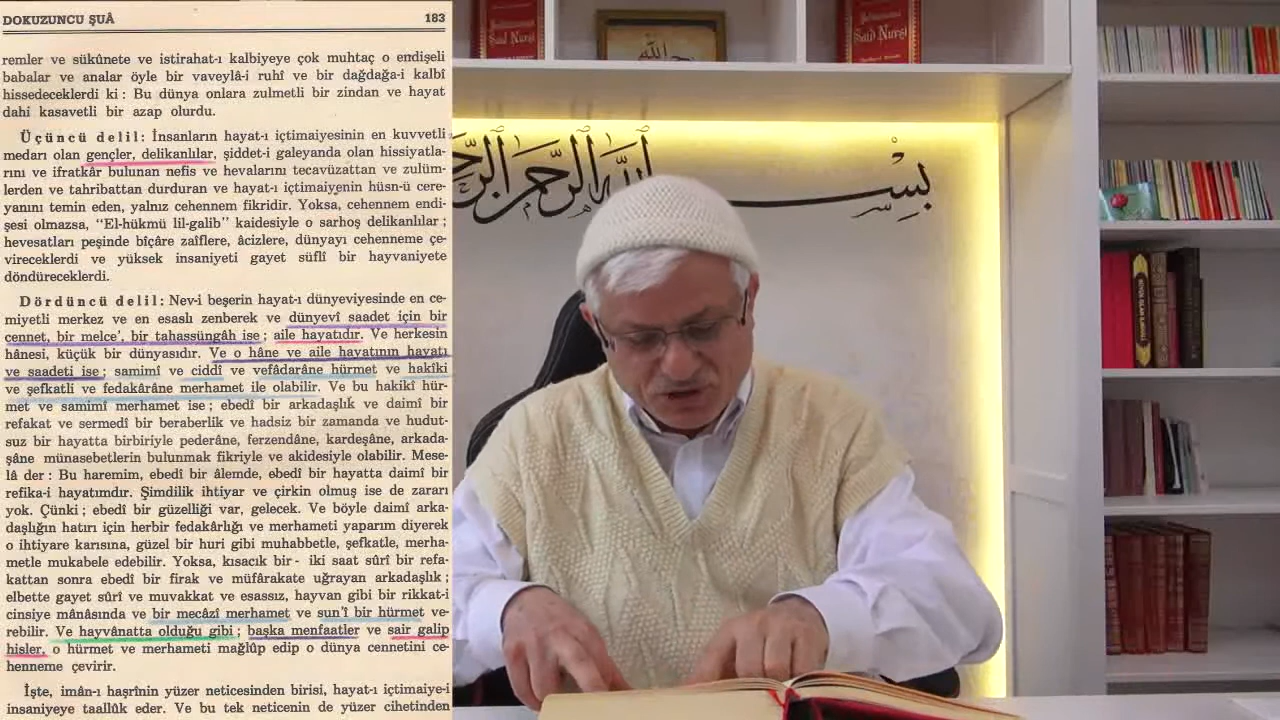 DOKUZUNCU ŞUÂ 183
remler ve sükûnete ve istirahat-ı kalbiyeye çok muhtaç o endişeli
babalar ve analar öyle bir vaveylâ-i ruhî ve bir dağdağa-i kalbî
hissedeceklerdi ki : Bu dünya onlara zulmetli bir zindan ve hayat
dahi kasavetli bir azap olurdu.
Üçüncü delil: İnsanların hayat-ı içtimaiyesinin en kuvvetli
medarı olan gençler, delikanlılar, şiddet-i galeyanda olan hissiyatla-
rını ve ifratkâr bulunan nefis ve hevalarını tecavüzattan ve zulüm-
lerden ve tahribattan durduran ve hayat-ı içtimaiyenin hüsn-ü cere-
yanını temin eden, yalnız cehennem fikridir. Yoksa, cehennem endi-
şesi olmazsa, "El-hükmü lil-galib" kaidesiyle o sarhoş delikanlılar ;
hevesatları peşinde bîçâre zaîflere, âcizlere, dünyayı cehenneme çe-
vireceklerdi ve yüksek insaniyeti gayet süflî bir hayvaniyete
döndüreceklerdi.
Dördüncü delil: Nev-i beşerin hayat-ı dünyeviyesinde en ce-
miyetli merkez ve en esaslı zenberek ve dünyevî saadet için bir
cennet, bir melce', bir tahassüngâh ise ; aile hayatıdır. Ve herkesin
hânesi, küçük bir dünyasıdır. Ve o hâne ve aile hayatının hayatı
ve saadeti ise ; samimî ve ciddî ve vefâdarâne hürmet ve hakîki
ve şefkatli ve fedakârâne merhamet ile olabilir. Ve bu hakikî hür-
met ve samimî merhamet ise ; ebedî bir arkadaşlık ve daimî bir
refakat ve sermedî bir beraberlik ve hadsiz bir zamanda ve hudut-
suz bir hayatta birbiriyle pederâne, ferzendâne, kardeşâne, arkada-
şâne münasebetlerin bulunmak fikriyle ve akidesiyle olabilir. Mese-
lâ der : Bu haremim, ebedî bir âlemde, ebedî bir hayatta daimî bir
refika-i hayatımdır. Şimdilik ihtiyar ve çirkin olmuş ise de zararı
yok. Çünki ; ebedî bir güzelliği var, gelecek. Ve böyle daimî arka-
daşlığın hatırı için herbir fedakârlığı ve merhameti yaparım diyerek
o ihtiyare karısına, güzel bir huri gibi muhabbetle, şefkatle, merha-
metle mukabele edebilir. Yoksa, kısacık bir - iki saat sûrî bir refa-
kattan sonra ebedî bir firak ve müfârakate uğrayan arkadaşlık ;
elbette gayet sûrî ve muvakkat ve esassız, hayvan gibi bir rikkat-i
cinsiye mânâsında ve bir mecâzî merhamet ve sun'î bir hürmet ve-
rebilir. Ve hayvânatta olduğu gibi ; başka menfaatler ve sair galip
hisler, o hürmet ve merhameti mağlûp edip o dünya cennetini ce-
henneme çevirir.
İşte, imân-ı haşrînin yüzer neticesinden birisi, hayat-ı içtimaiye-i
insaniyeye taallûk eder. Ve bu tek neticenin de yüzer cihetinden
Said Nursî
Said Nursî
بسم الله الرحمن الرحيم